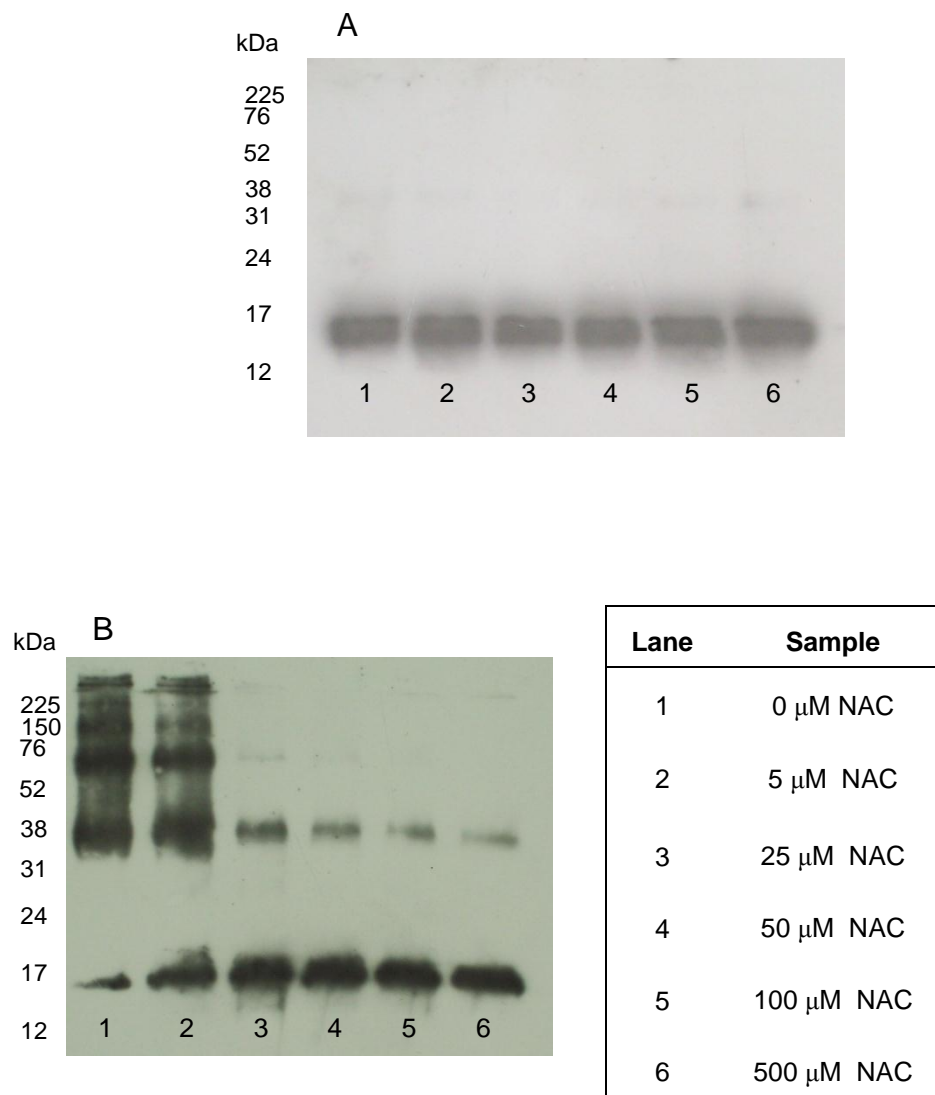 A
kDa
225
76
52
38
31
24
17
12
1 2 3 4 5 6
B
kDa
225
150
76
52
38
31
24
17
12
1 2 3 4 5 6
Lane Sample
1 0 μM NAC
2 5 μM NAC
3 25 μM NAC
4 50 μM NAC
5 100 μM NAC
6 500 μM NAC